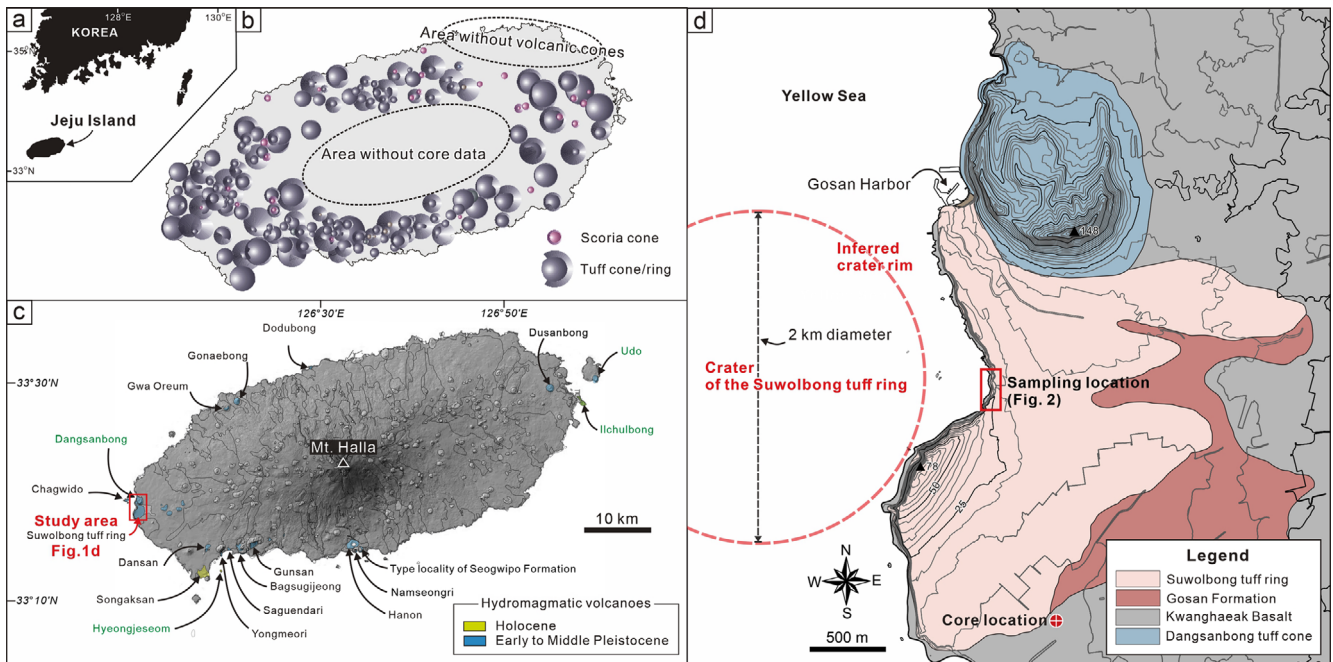 a
128°E
130°E
KOREA
35°N
Jeju Island
33°N
b
Area without volcanic cones
Area without core data
Scoria cone
Tuff cone/ring
c
126°30′E
126°50′E
33°30′N
33°10′N
Dodubong
Dusanbong
Udo
Gonaebong
Gwa Oreum
Ilchulbong
Dangsanbong
Mt. Halla
Chagwido
Study area
Suwolbong tuff ring
Fig.1d
10 km
Dansan
Gunsan
Type locality of Seogwipo Formation
Bagsugijeong
Namseongri
Songaksan
Saguendari
Hanon
Hyeongjeseom
Yongmeori
Hydromagmatic volcanoes
Holocene
Early to Middle Pleistocene
d
Yellow Sea
Gosan Harbor
148
Inferred
crater rim
2 km diameter
Crater
of the Suwolbong tuff ring
Sampling location
(Fig. 2)
78
50
25
N
W E
S
500 m
Core location
Legend
Suwolbong tuff ring
Gosan Formation
Kwanghaeak Basalt
Dangsanbong tuff cone